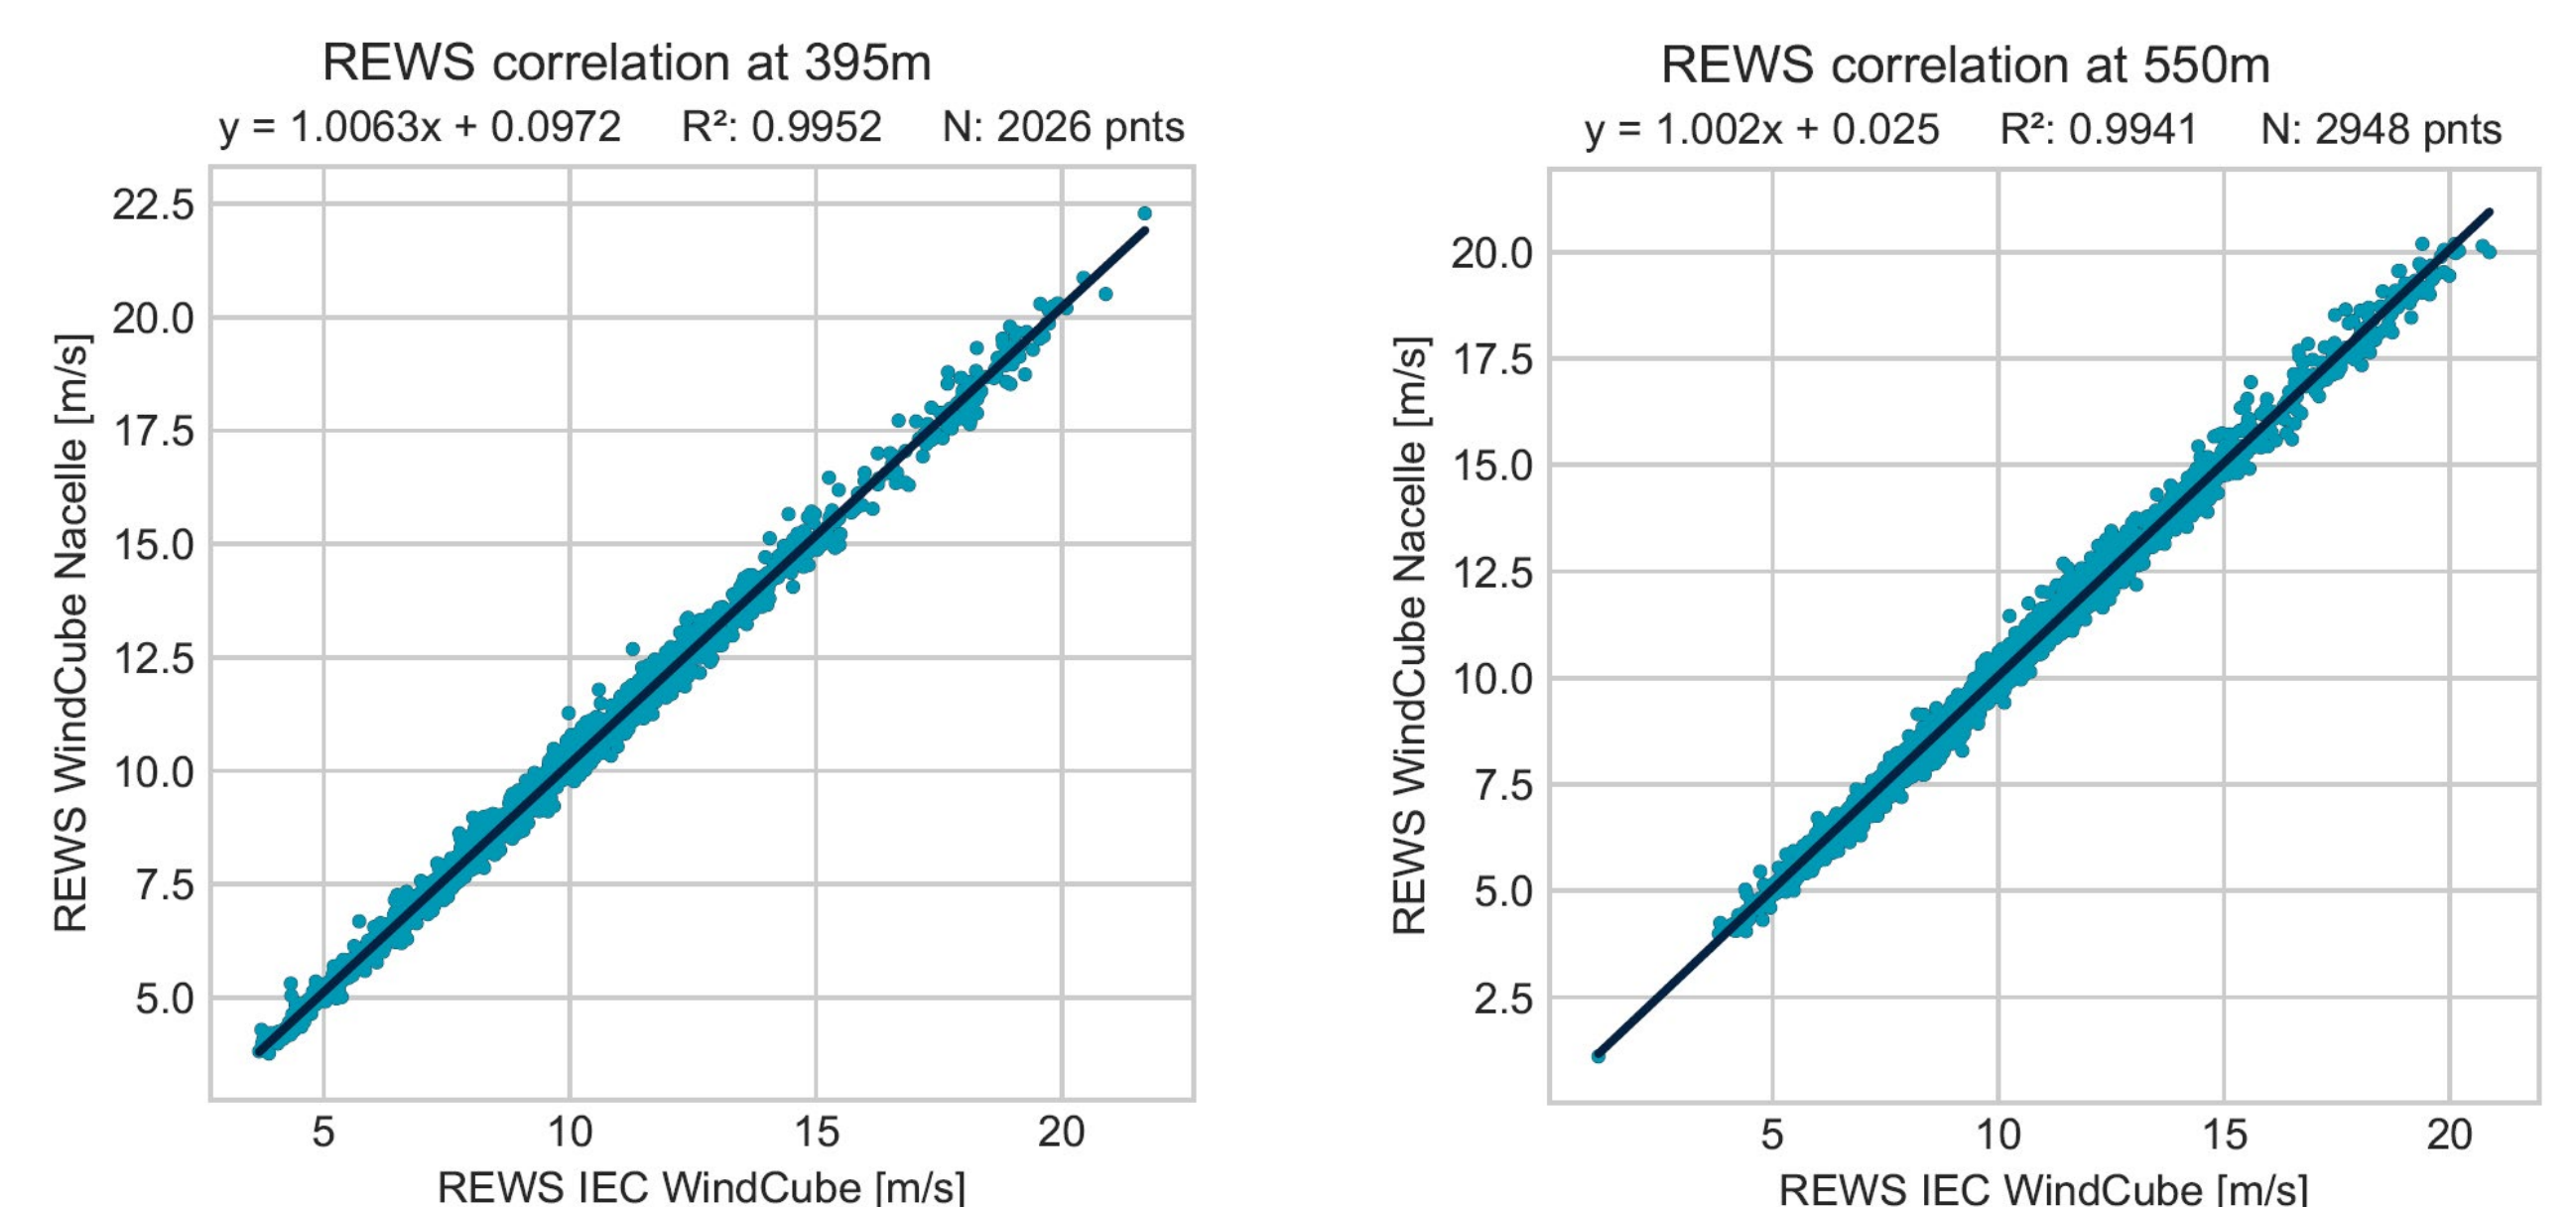 REWS correlation at 395m
y = 1.0063x + 0.0972 R²: 0.9952 N: 2026 pnts
22.5
20.0
17.5
15.0
12.5
10.0
7.5
5.0
REWS WindCube Nacelle [m/s]
5 10 15 20
REWS IEC WindCube [m/s]
REWS correlation at 550m
y = 1.002x + 0.025 R²: 0.9941 N: 2948 pnts
20.0
17.5
15.0
12.5
10.0
7.5
5.0
2.5
REWS WindCube Nacelle [m/s]
5 10 15 20
REWS IEC WindCube [m/s]